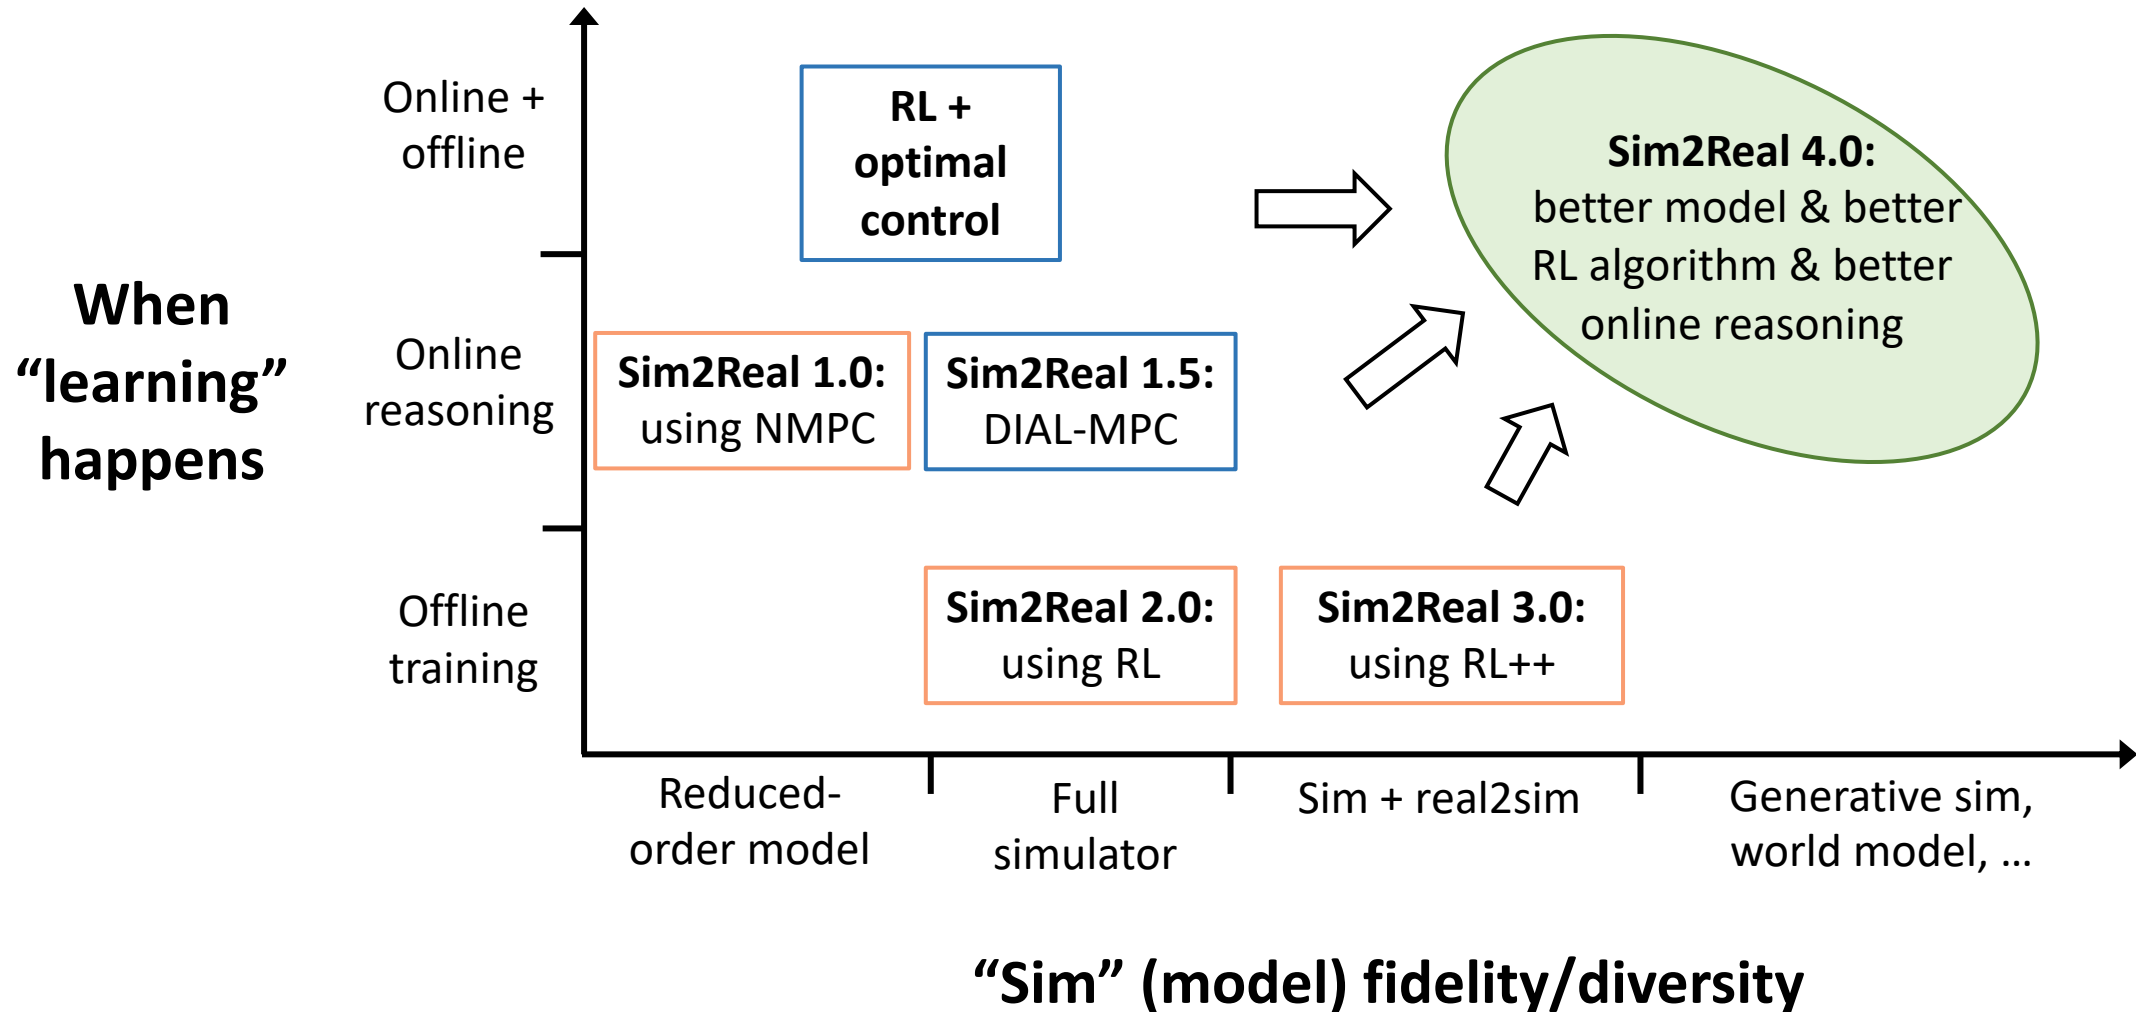 Online +
offline
RL +
optimal
control
Sim2Real 4.0:
better model & better
RL algorithm & better
online reasoning
When
“learning”
happens
Online
reasoning
Sim2Real 1.0:
using NMPC
Sim2Real 1.5:
DIAL-MPC
Offline
training
Sim2Real 2.0:
using RL
Sim2Real 3.0:
using RL++
Reduced-
order model
Full
simulator
Sim + real2sim
Generative sim,
world model, ...
“Sim” (model) fidelity/diversity